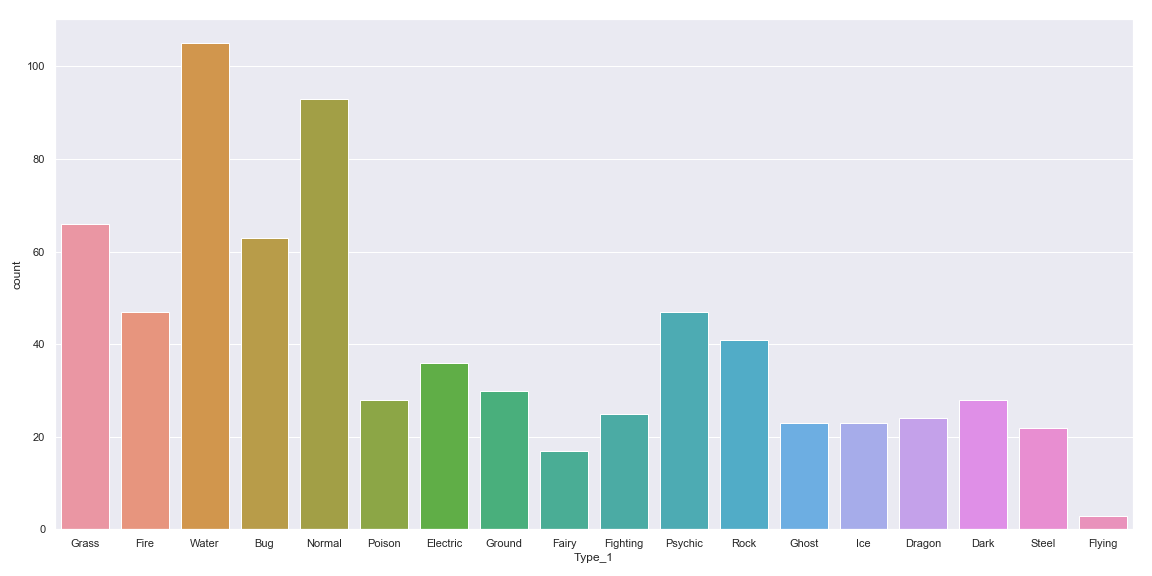 100
80
60
40
20
0
count
Grass Fire Water Bug Normal Poison Electric Ground Fairy Fighting Psychic Rock Ghost Ice Dragon Dark Steel Flying
Type_1